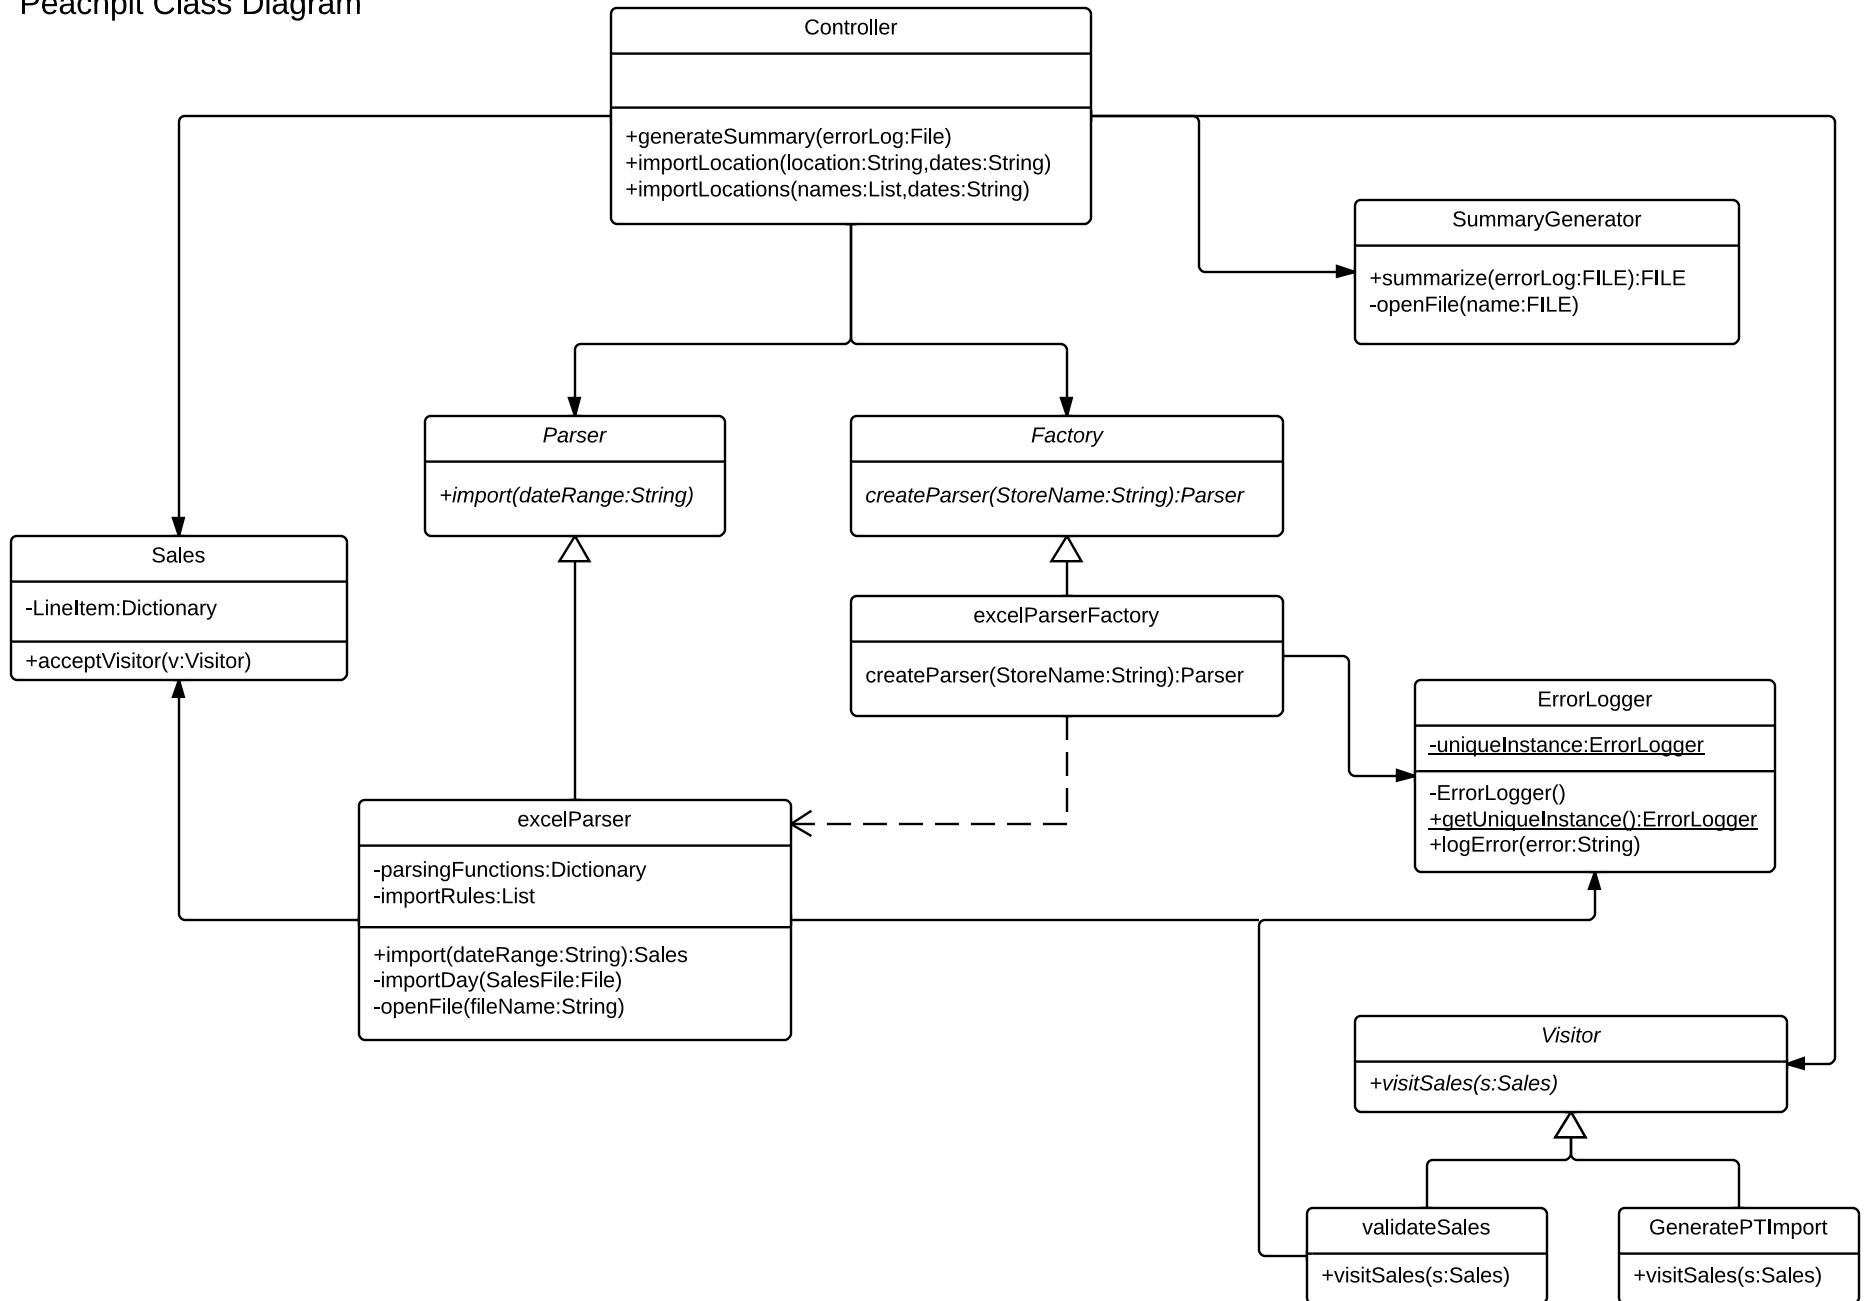 Peachpit Class Diagram
Controller
+generateSummary(errorLog:File)
+importLocation(location:String,dates:String)
+importLocations(names:List,dates:String)
SummaryGenerator
+summarize(errorLog:FILE):FILE
-openFile(name:FILE)
Parser
+import(dateRange:String)
Factory
createParser(StoreName:String):Parser
Sales
-LineItem:Dictionary
+acceptVisitor(v:Visitor)
excelParserFactory
createParser(StoreName:String):Parser
ErrorLogger
-uniqueInstance:ErrorLogger
-ErrorLogger()
+getUniqueInstance():ErrorLogger
+logError(error:String)
excelParser
-parsingFunctions:Dictionary
-importRules:List
+import(dateRange:String):Sales
-importDay(SalesFile:File)
-openFile(fileName:String)
Visitor
+visitSales(s:Sales)
validateSales
+visitSales(s:Sales)
GeneratePTImport
+visitSales(s:Sales)